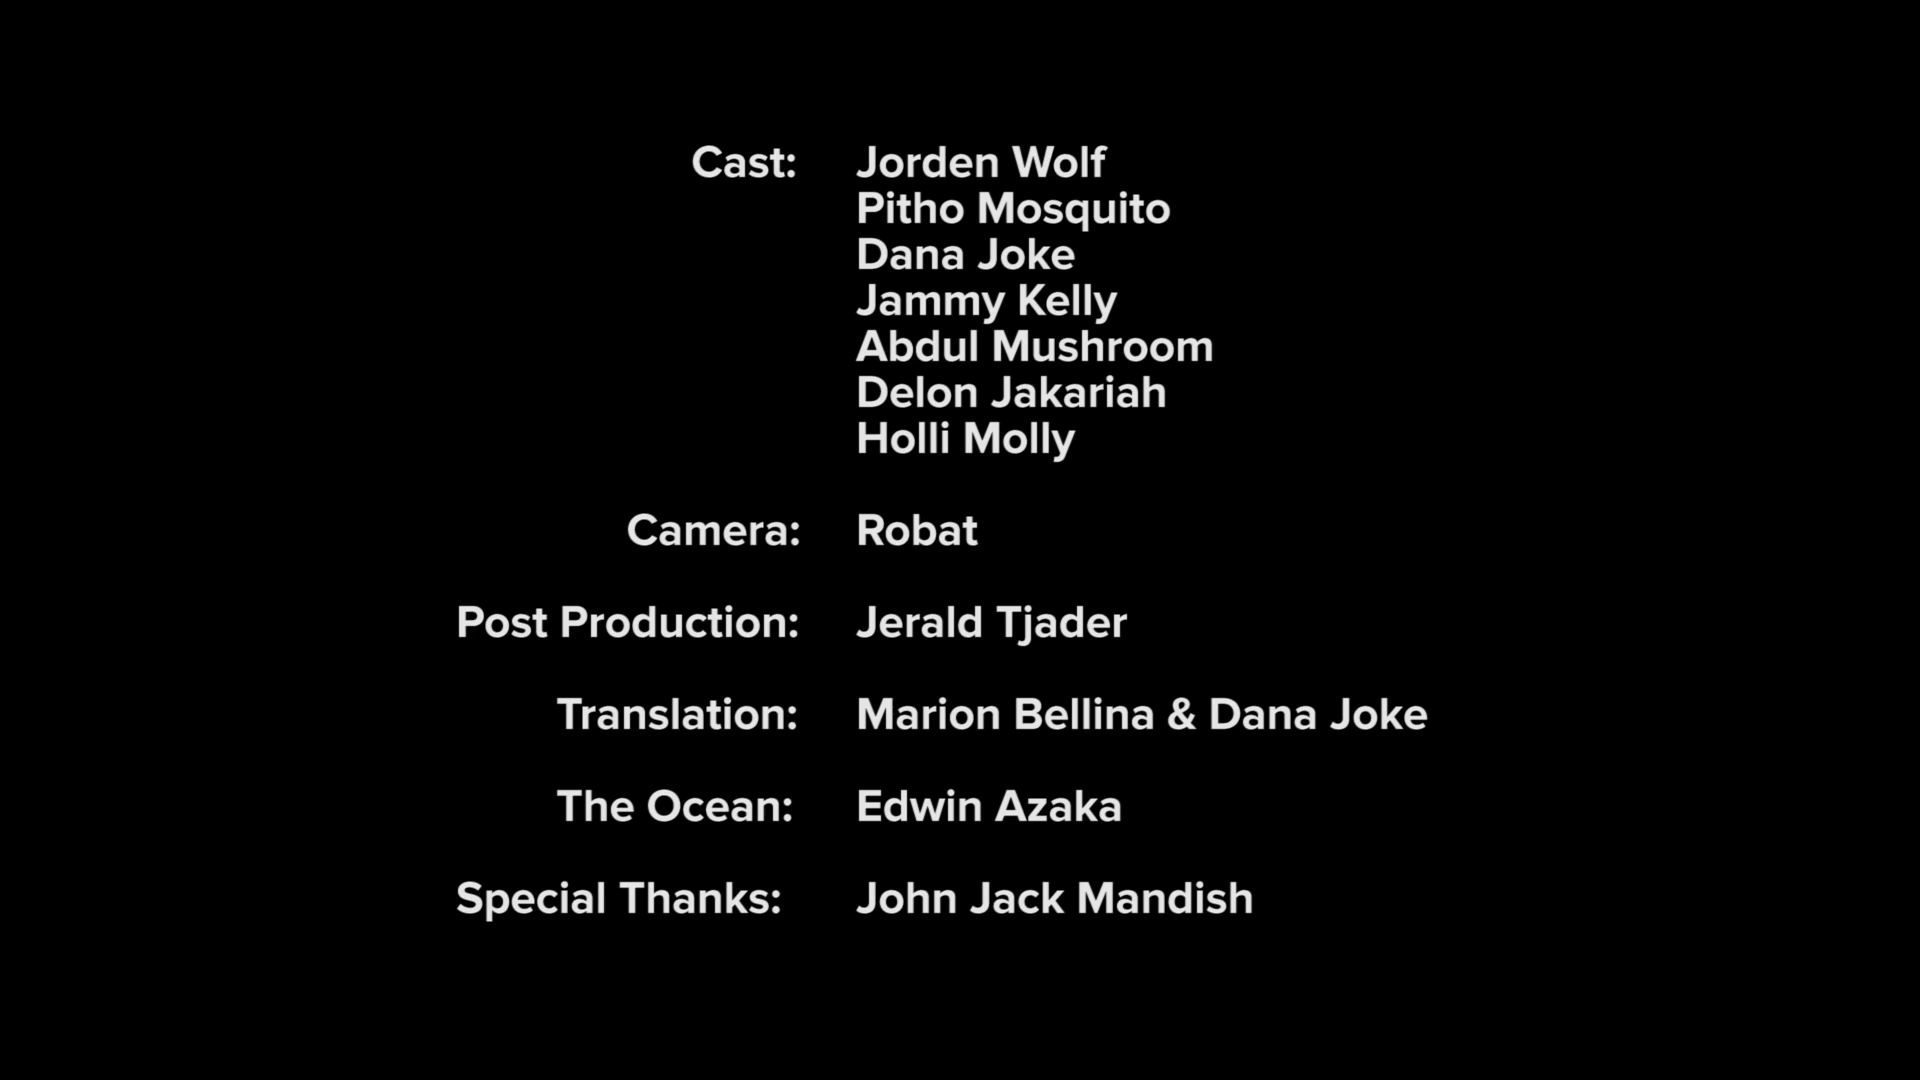 Cast: Jorden Wolf
Pitho Mosquito
Dana Joke
Jammy Kelly
Abdul Mushroom
Delon Jakariah
Holli Molly
Camera: Robat
Post Production: Jerald Tjader
Translation: Marion Bellina & Dana Joke
The Ocean: Edwin Azaka
Special Thanks: John Jack Mandish